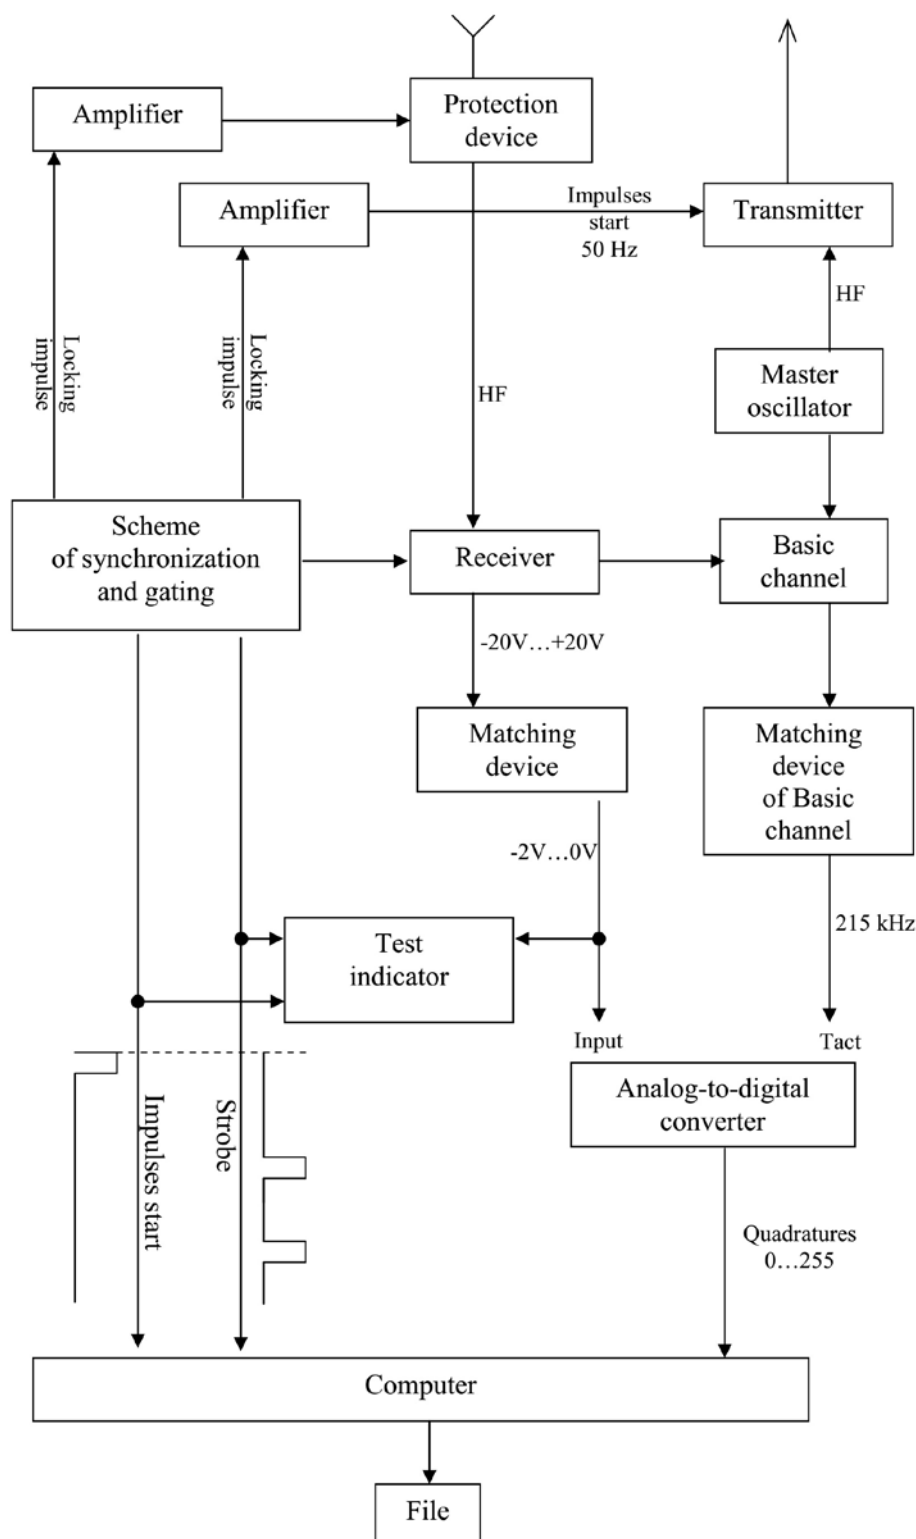 Amplifier
Protection
device
Amplifier
Impulses
start
50 Hz
Transmitter
HF
Locking
impulse
Locking
impulse
HF
Master
oscillator
Scheme
of synchronization
and gating
Receiver
Basic
channel
-20V…+20V
Matching
device
Matching
device
of Basic
channel
-2V…0V
215 kHz
Test
indicator
Input
Tact
Impulses start
Strobe
Analog-to-digital
converter
Quadratures
0…255
Computer
File